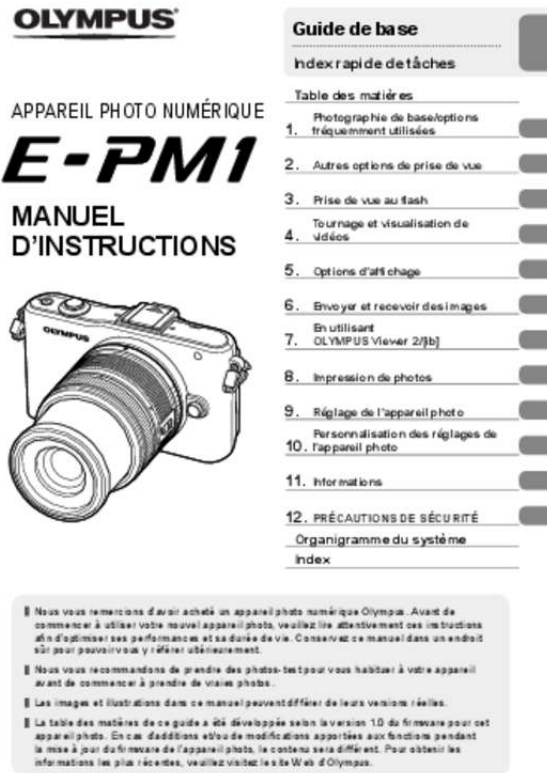 OLYMPUS
APPAREIL PHOTO NUMÉRIQUE
E-PM1
MANUEL
D'INSTRUCTIONS
OLYMPUS
Guide de base
Index rapide de tâches
Table des matières
1. Photographie de base/options
fréquemment utilisées
2. Autres options de prise de vue
3. Prise de vue au flash
4. Tournage et visualisation de
vidéos
5. Options d'affichage
6. Envoyer et recevoir des images
7. En utilisant
OLYMPUS Viewer 2/[ib]
8. Impression de photos
9. Réglage de l'appareil photo
10. Personnalisation des réglages de
l'appareil photo
11. Informations
12. PRÉCAUTIONS DE SÉCURITÉ
Organigramme du système
Index
Nous vous remercions d'avoir acheté un appareil photo numérique Olympus. Avant de
commencer à utiliser votre nouvel appareil photo, veuillez lire attentivement ces instructions
afin d'optimiser ses performances et sa durée de vie. Conservez ce manuel dans un endroit
sûr pour pouvoir vous y référer ultérieurement.
Nous vous recommandons de prendre des photos-test pour vous habituer à votre appareil
avant de commencer à prendre de vraies photos.
Les images et illustrations dans ce manuel peuvent différer de leurs versions réelles.
La table des matières de ce guide a été développée selon la version 1.0 du firmware pour cet
appareil photo. En cas d'additions et/ou de modifications apportées aux fonctions pendant
la mise à jour du firmware de l'appareil photo, le contenu sera différent. Pour obtenir les
informations les plus récentes, veuillez visitez le site Web d'Olympus.